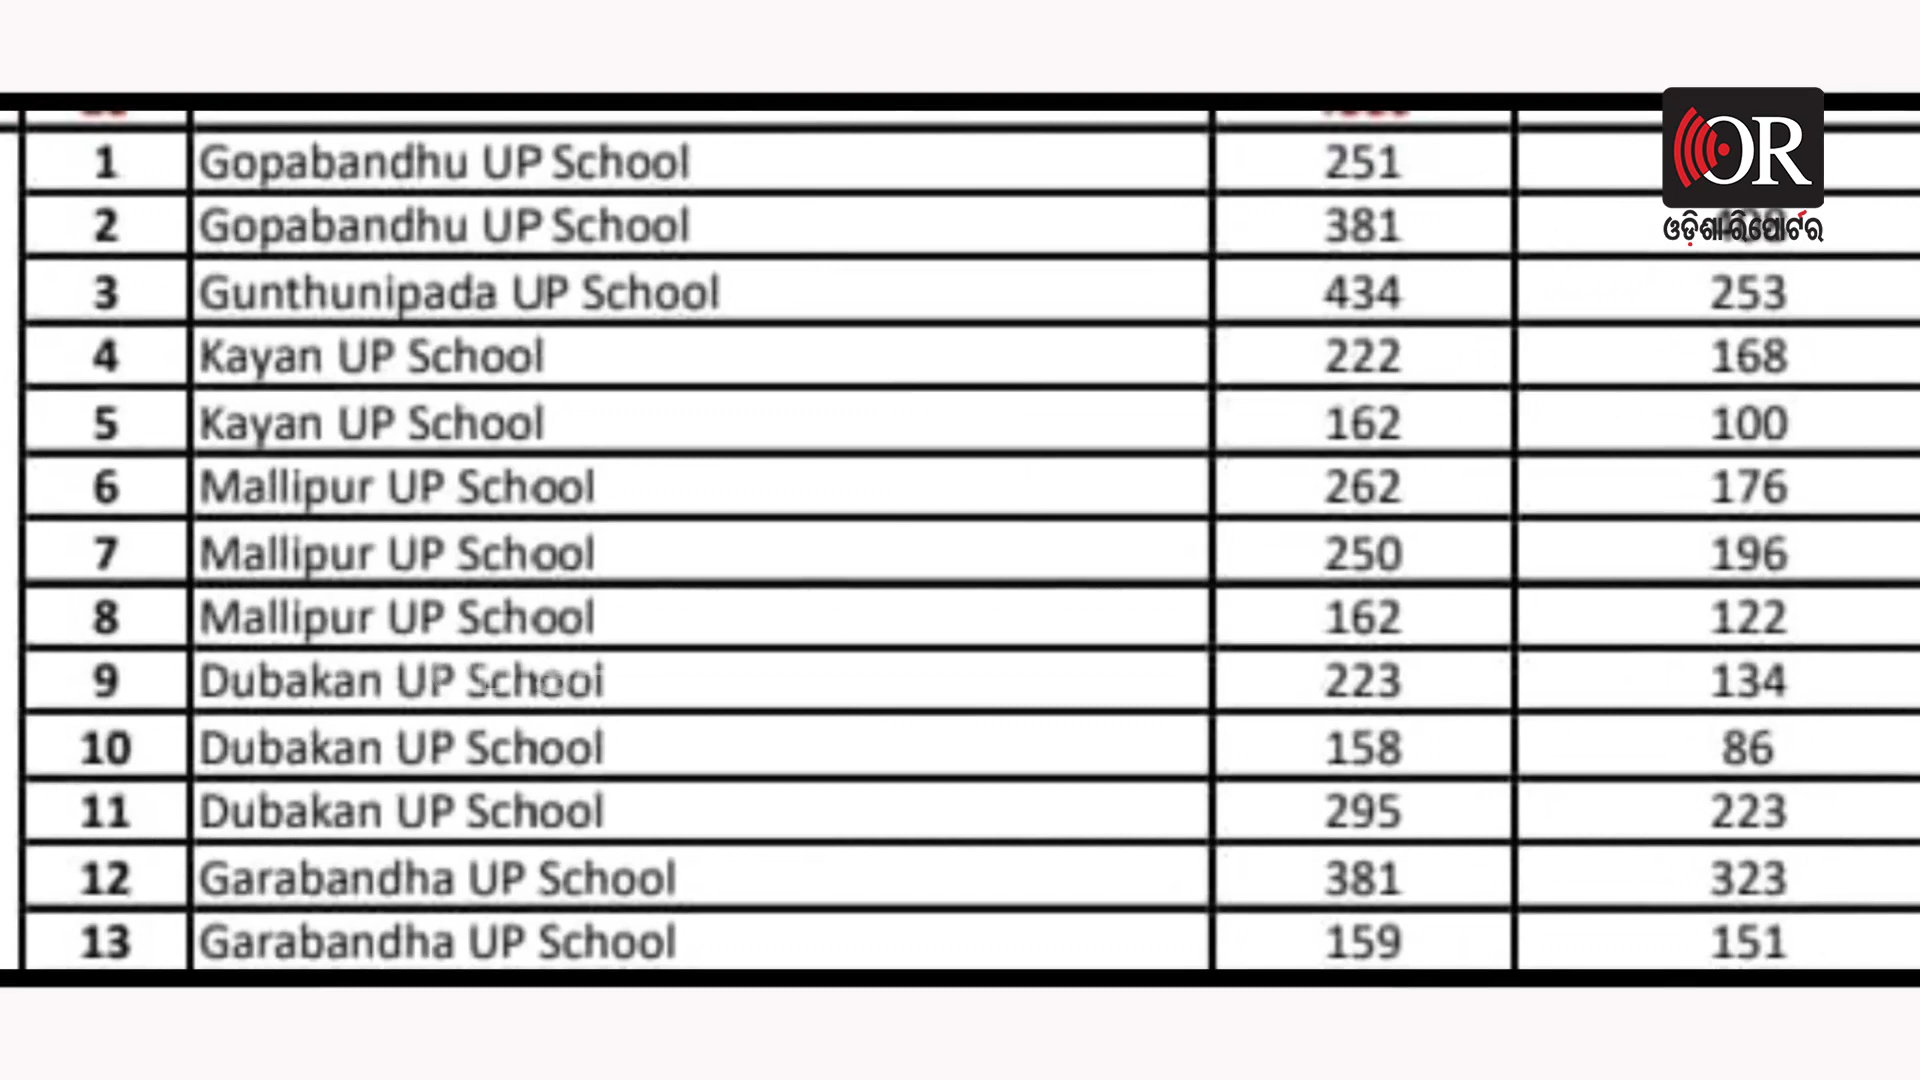 OR
ଓଡ଼ିଶା ରିପୋର୍ଟର
1 Gopabandhu UP School 251
2 Gopabandhu UP School 381
3 Gunthunipada UP School 434 253
4 Kayan UP School 222 168
5 Kayan UP School 162 100
6 Mallipur UP School 262 176
7 Mallipur UP School 250 196
8 Mallipur UP School 162 122
9 Dubakan UP School 223 134
10 Dubakan UP School 158 86
11 Dubakan UP School 295 223
12 Garabandha UP School 381 323
13 Garabandha UP School 159 151